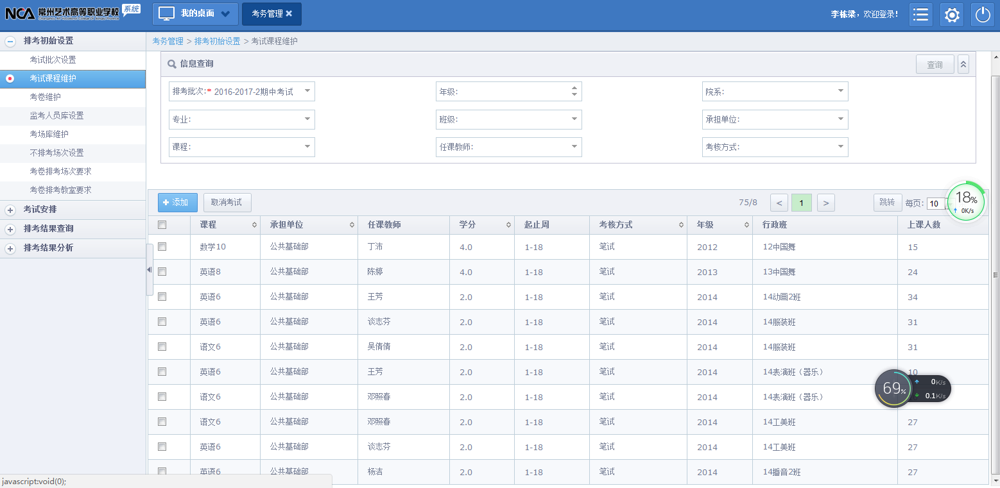 NCA 常州艺术高等职业学校 系统 我的桌面 考务管理 李栋梁，欢迎登录！
排考初始设置
考务管理 > 排考初始设置 > 考试课程维护
考试批次设置
考试课程维护
考卷维护
监考人员库设置
考场库维护
不排考场次设置
考卷排考场次要求
考卷排考教室要求
考试安排
排考结果查询
排考结果分析
信息查询 查询
排考批次:* 2016-2017-2期中考试 年级: 院系:
专业: 班级: 承担单位:
课程: 任课教师: 考核方式:
添加 取消考试 75/8 < 1 > 跳转 每页: 10
18% 0K/s
课程 承担单位 任课教师 学分 起止周 考核方式 年级 行政班 上课人数
数学10 公共基础部 丁沛 4.0 1-18 笔试 2012 12中国舞 15
英语8 公共基础部 陈婷 4.0 1-18 笔试 2013 13中国舞 24
英语6 公共基础部 王芳 2.0 1-18 笔试 2014 14动画2班 34
英语6 公共基础部 谈志芬 2.0 1-18 笔试 2014 14服装班 31
语文6 公共基础部 吴倩倩 2.0 1-18 笔试 2014 14服装班 31
英语6 公共基础部 王芳 2.0 1-18 笔试 2014 14表演班（器乐） 10
语文6 公共基础部 邓照春 2.0 1-18 笔试 2014 14表演班（器乐）
69% 0K/s
0.1K/s
语文6 公共基础部 邓照春 2.0 1-18 笔试 2014 14工美班 27
英语6 公共基础部 谈志芬 2.0 1-18 笔试 2014 14工美班 27
英语6 公共基础部 杨洁 2.0 1-18 笔试 2014 14播音2班 27
javascript:void(0);